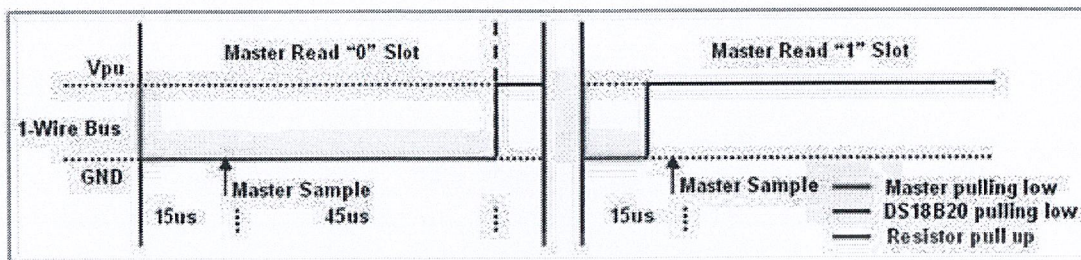 Master Read “0” Slot
Master Read “1” Slot
Vpu
1-Wire Bus
GND
Master Sample
Master Sample
15us
45us
15us
Master pulling low
DS18B20 pulling low
Resistor pull up